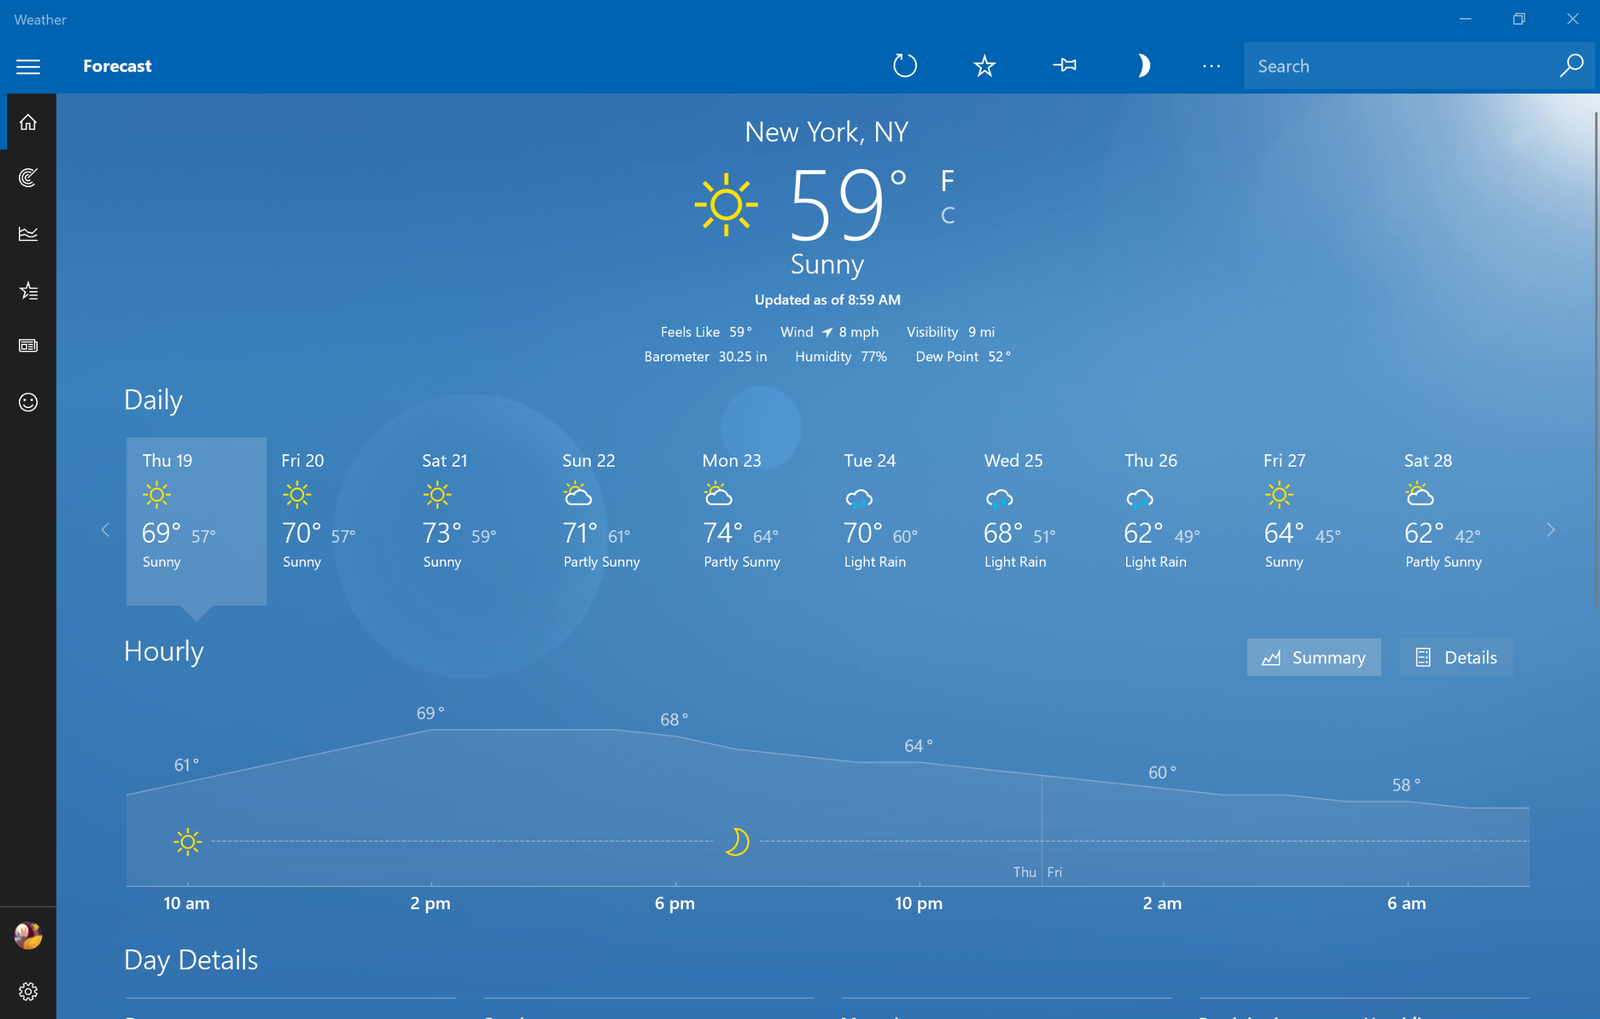 Weather
Forecast
Search
New York, NY
59°
F
C
Sunny
Updated as of 8:59 AM
Feels Like 59° Wind 8 mph Visibility 9 mi
Barometer 30.25 in Humidity 77% Dew Point 52°
Daily
Thu 19 Fri 20 Sat 21 Sun 22 Mon 23 Tue 24 Wed 25 Thu 26 Fri 27 Sat 28
69° 57° 70° 57° 73° 59° 71° 61° 74° 64° 70° 60° 68° 51° 62° 49° 64° 45° 62° 42°
Sunny Sunny Sunny Partly Sunny Partly Sunny Light Rain Light Rain Light Rain Sunny Partly Sunny
Hourly
Summary Details
61° 69° 68° 64° 60° 58°
Thu Fri
10 am 2 pm 6 pm 10 pm 2 am 6 am
Day Details